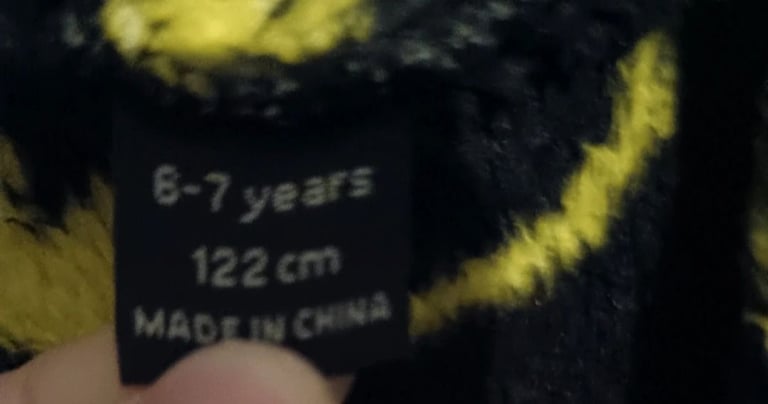 6-7 years
122 cm
MADE IN CHINA